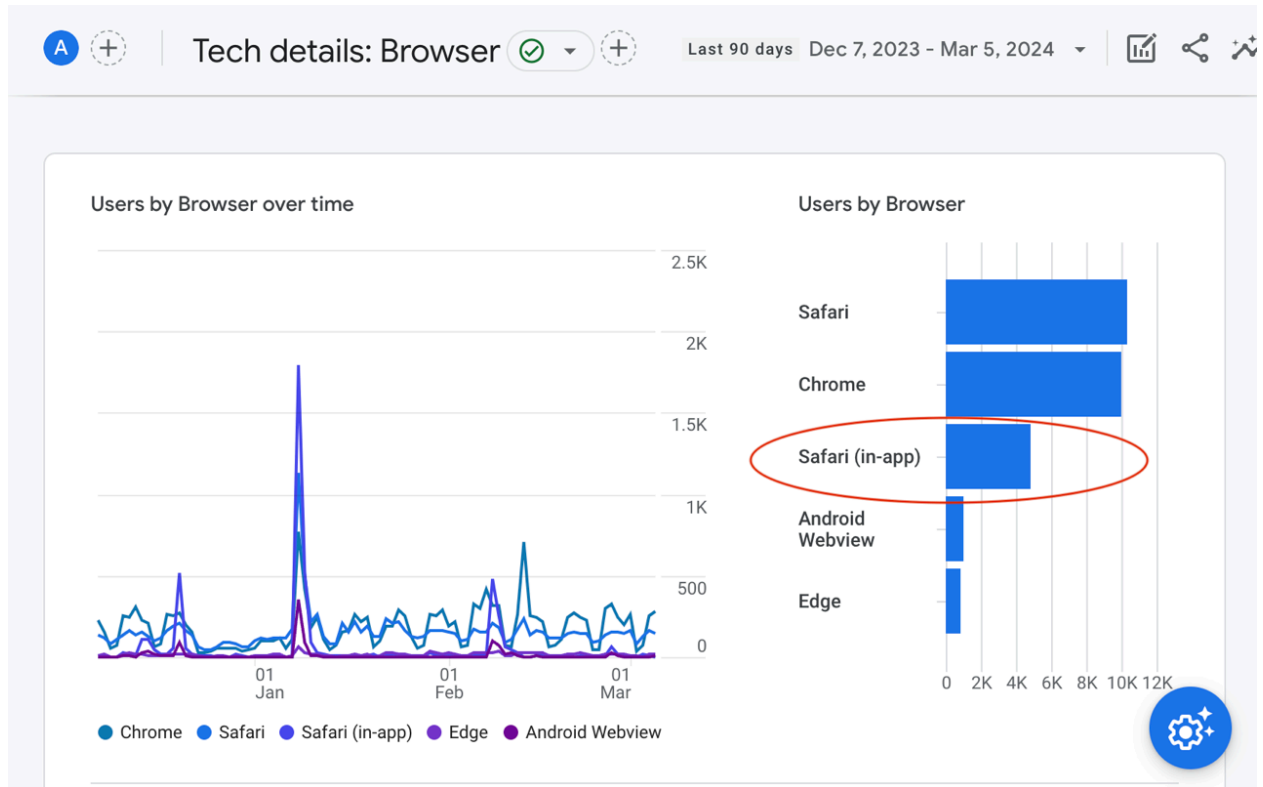 A
Tech details: Browser
Last 90 days Dec 7, 2023 - Mar 5, 2024
Users by Browser over time
2.5K
2K
1.5K
1K
500
0
01
Jan
01
Feb
01
Mar
Chrome Safari Safari (in-app) Edge Android Webview
Users by Browser
Safari
Chrome
Safari (in-app)
Android
Webview
Edge
0 2K 4K 6K 8K 10K 12K